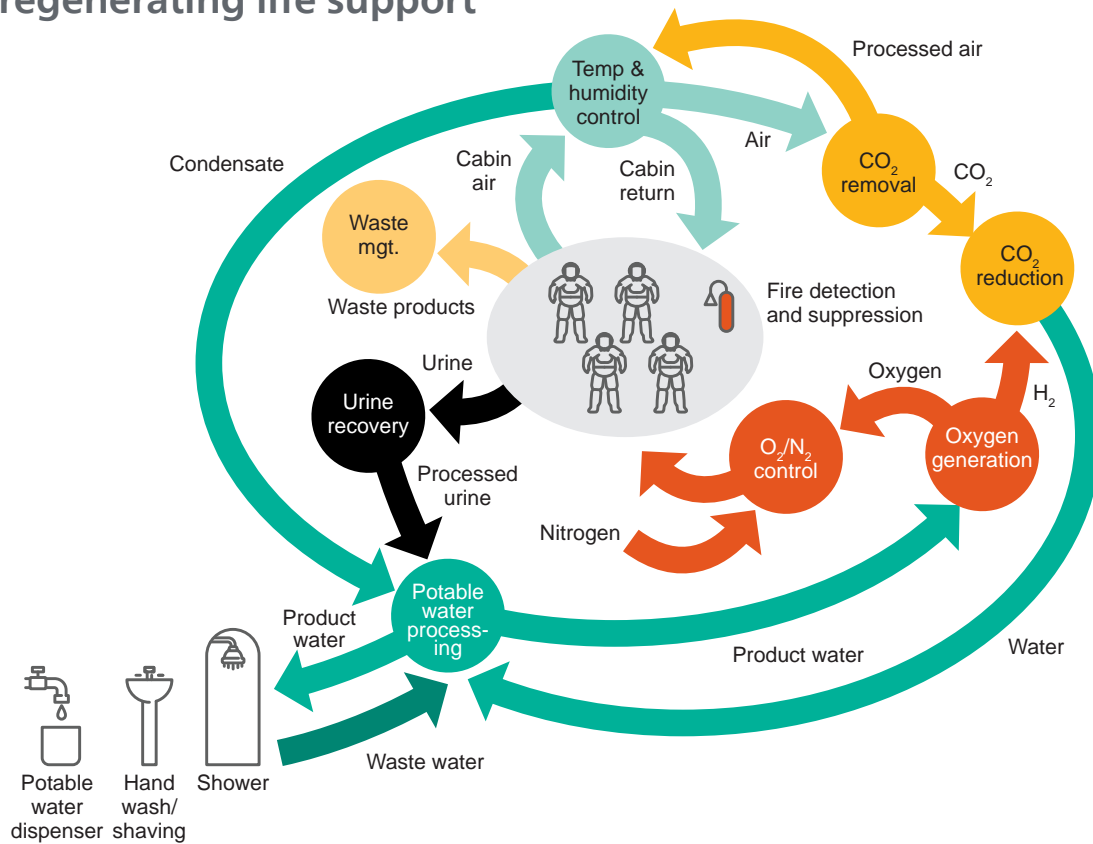 regenerating life support
Temp &
humidity
control
Processed air
Air
Condensate
Cabin
air
Cabin
return
CO₂
removal
CO₂
Waste
mgt.
Waste products
CO₂
reduction
Fire detection
and suppression
Urine
Urine
recovery
Oxygen
H₂
O₂/N₂
control
Oxygen
generation
Processed
urine
Nitrogen
Potable
water
process-
ing
Product
water
Product water
Water
Waste water
Potable
water
dispenser
Hand
wash/
shaving
Shower